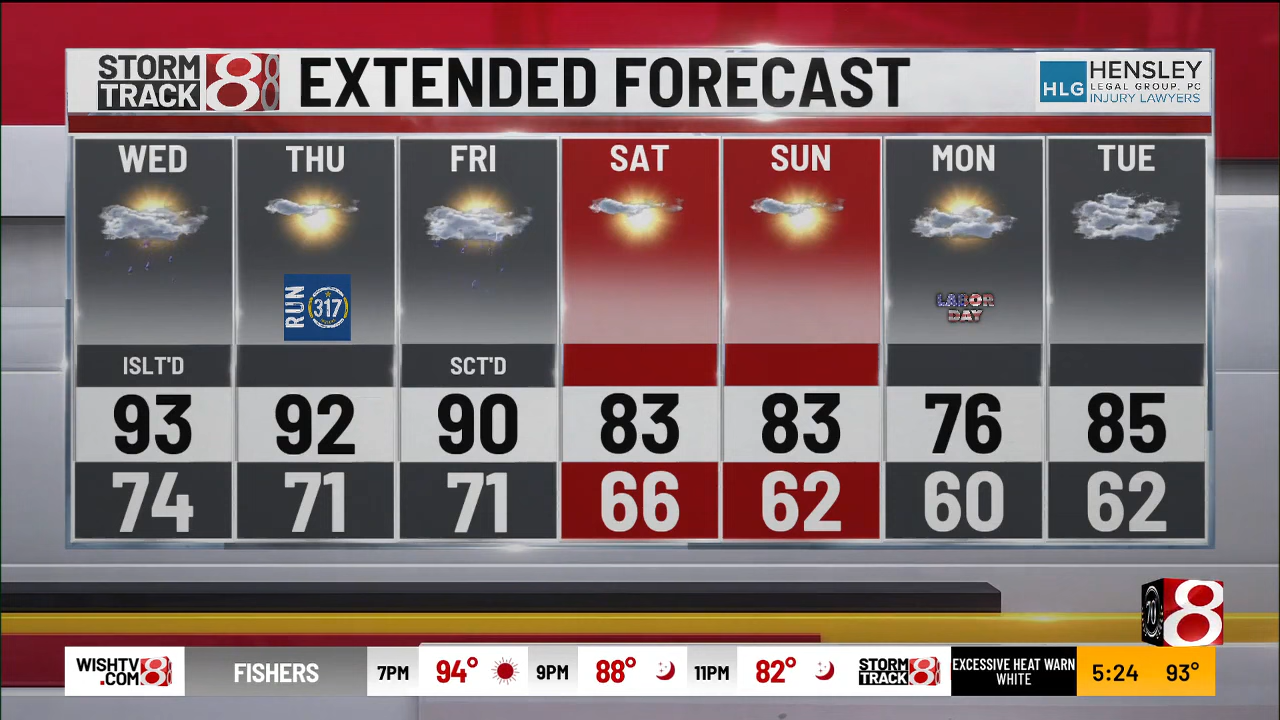 STORM
TRACK 8
EXTENDED FORECAST
HLG
HENSLEY
LEGAL GROUP, PC
INJURY LAWYERS
WED THU FRI SAT SUN MON TUE
RUN
317
LABOR
DAY
ISLT'D SCT'D
93 92 90 83 83 76 85
74 71 71 66 62 60 62
70
8
WISHTV
.COM 8
FISHERS
7PM 94° 9PM 88° 11PM 82°
STORM
TRACK 8
EXCESSIVE HEAT WARN
WHITE
5:24 93°